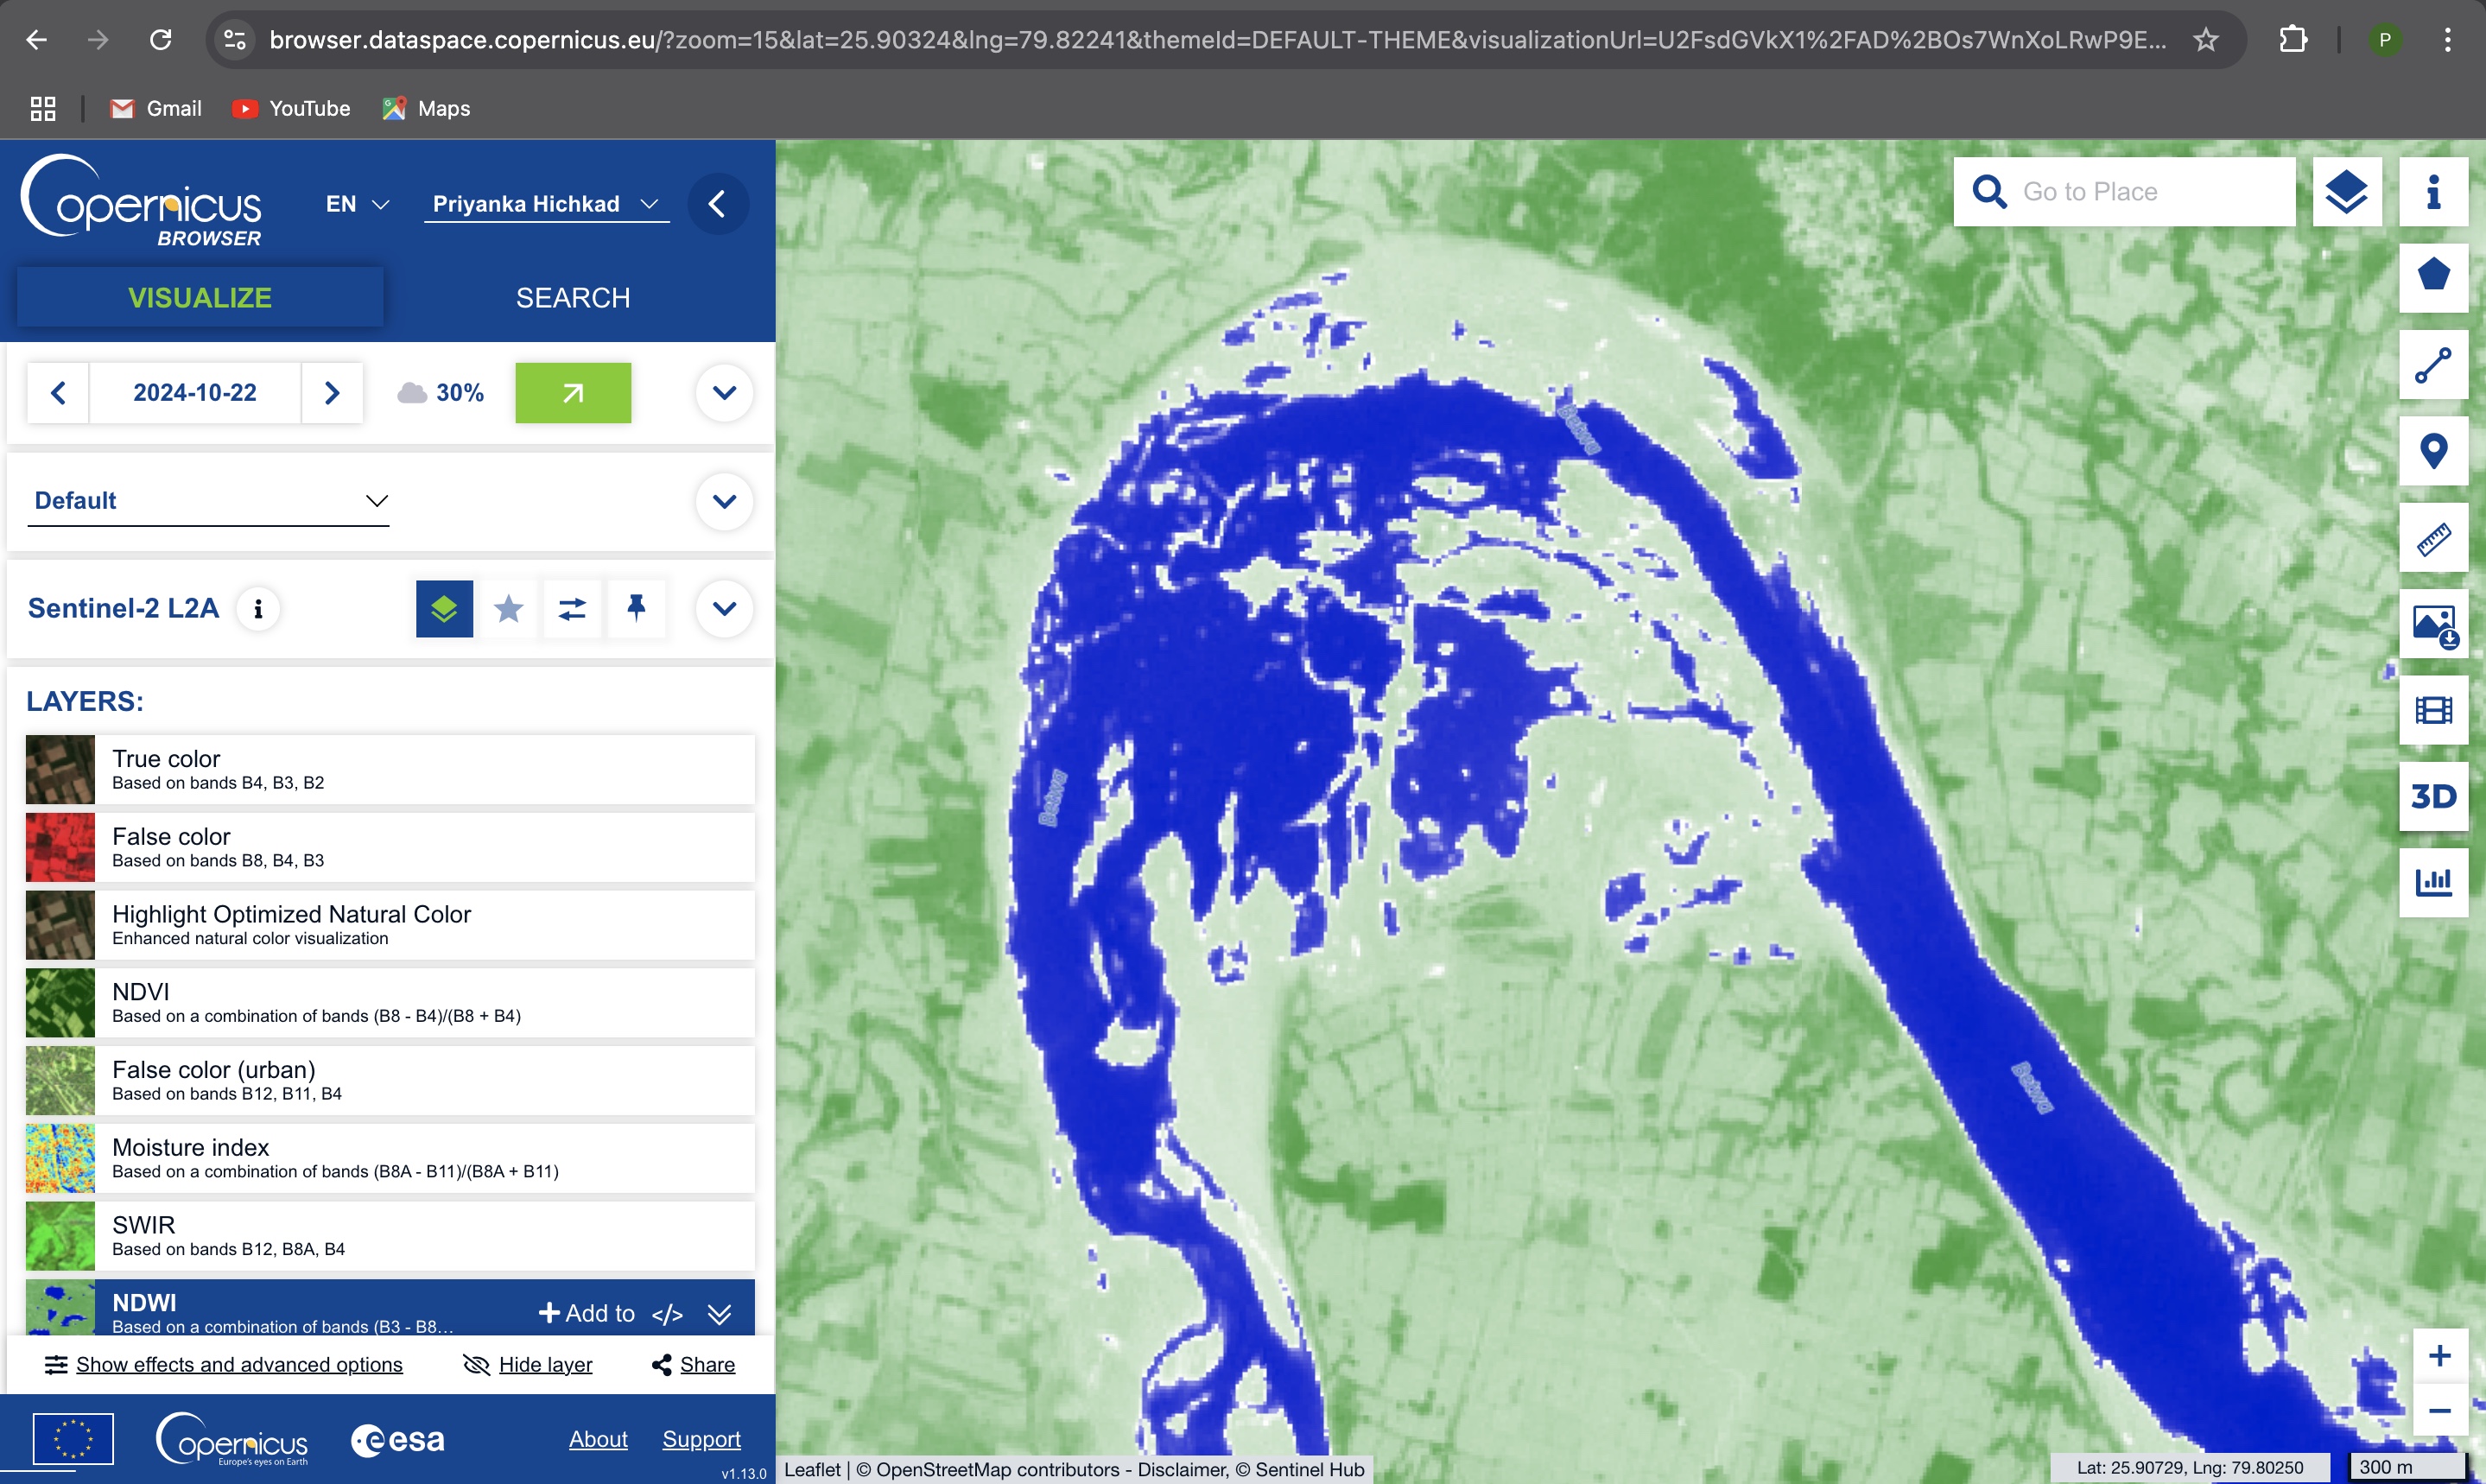 browser.dataspace.copernicus.eu/?zoom=15&lat=25.90324&lng=79.82241&themeId=DEFAULT-THEME&visualizationUrl=U2FsdGVkX1%2FAD%2BOs7WnXoLRwP9E...
P
Gmail YouTube Maps
Copernicus
BROWSER
EN Priyanka Hichkad
VISUALIZE SEARCH
Go to Place
2024-10-22 30%
Default
Sentinel-2 L2A
LAYERS:
True color
Based on bands B4, B3, B2
False color
Based on bands B8, B4, B3
Highlight Optimized Natural Color
Enhanced natural color visualization
NDVI
Based on a combination of bands (B8 - B4)/(B8 + B4)
False color (urban)
Based on bands B12, B11, B4
Moisture index
Based on a combination of bands (B8A - B11)/(B8A + B11)
SWIR
Based on bands B12, B8A, B4
NDWI
Based on a combination of bands (B3 - B8...
Add to </>
Show effects and advanced options Hide layer Share
Copernicus
Europe's eyes on Earth
esa
About Support
v1.13.0
Betwa
Betwa
Betwa
3D
Leaflet | © OpenStreetMap contributors - Disclaimer, © Sentinel Hub
Lat: 25.90729, Lng: 79.80250
300 m